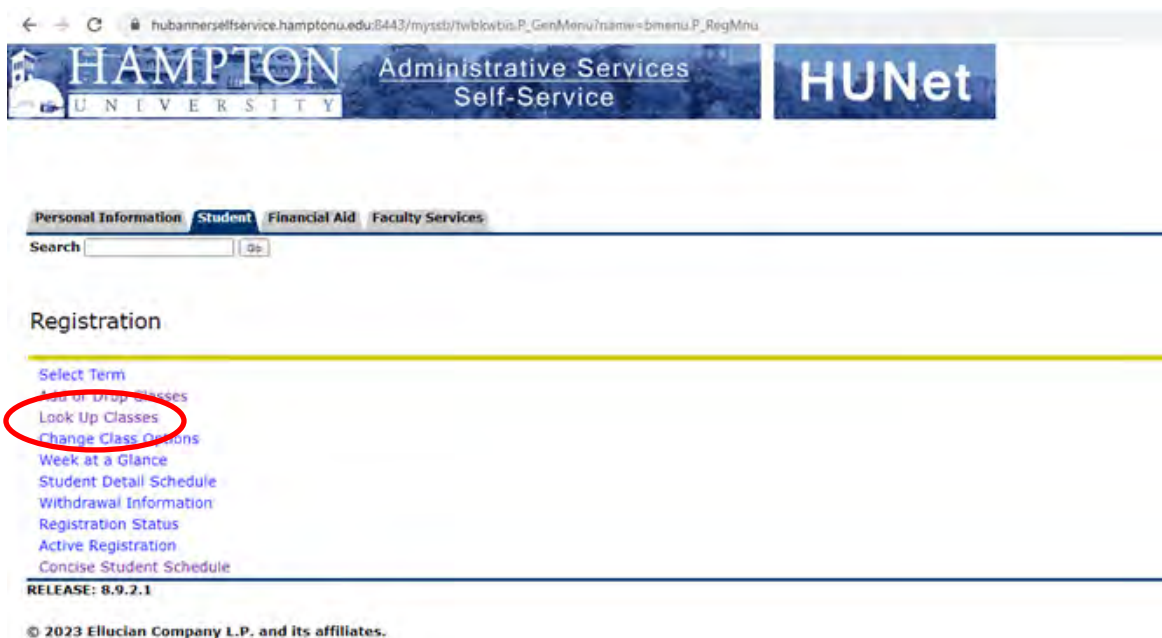 hubannerselfservice.hamptonu.edu:8443/myssb/twbkwbis.P_GenMenu?name=bmenu.P_RegMnu
HAMPTON
UNIVERSITY
Administrative Services
Self-Service
HUNet
Personal Information Student Financial Aid Faculty Services
Search Go
Registration
Select Term
Add or Drop Classes
Look Up Classes
Change Class Options
Week at a Glance
Student Detail Schedule
Withdrawal Information
Registration Status
Active Registration
Concise Student Schedule
RELEASE: 8.9.2.1
© 2023 Ellucian Company L.P. and its affiliates.